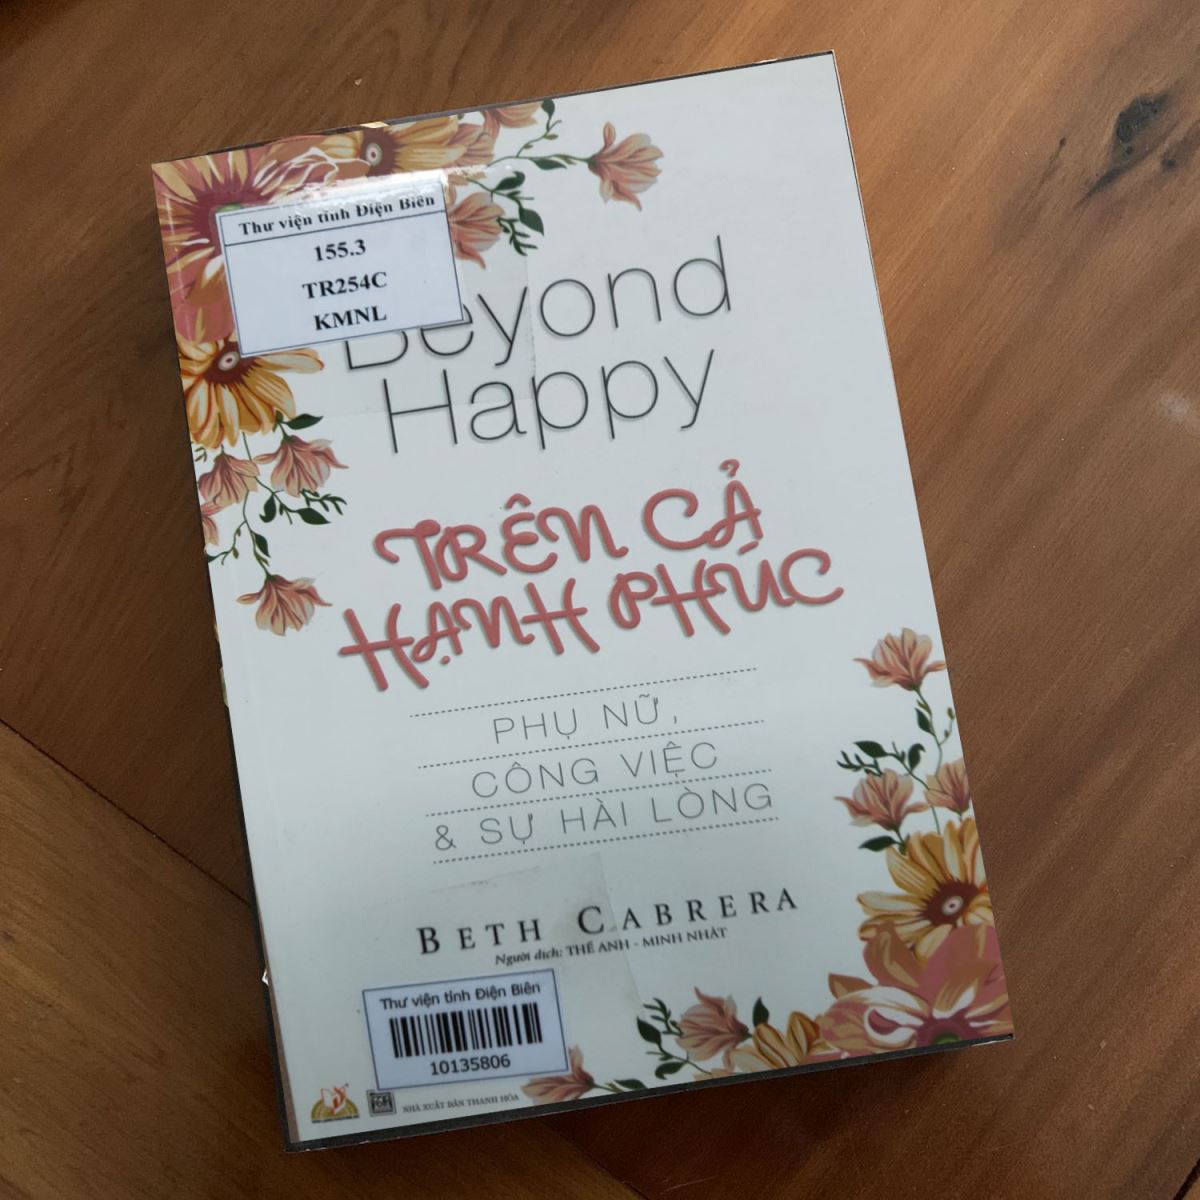 Thư viện tỉnh Điện Biên
155.3
TR254C
KMNL
Beyond
Happy
TRÊN CẢ
HẠNH PHÚC
PHỤ NỮ,
CÔNG VIỆC
& SỰ HÀI LÒNG
BETH CABRERA
Người dịch: THẾ ANH - MINH NHẬT
Thư viện tỉnh Điện Biên
10135806
NHÀ XUẤT BẢN THANH HÓA